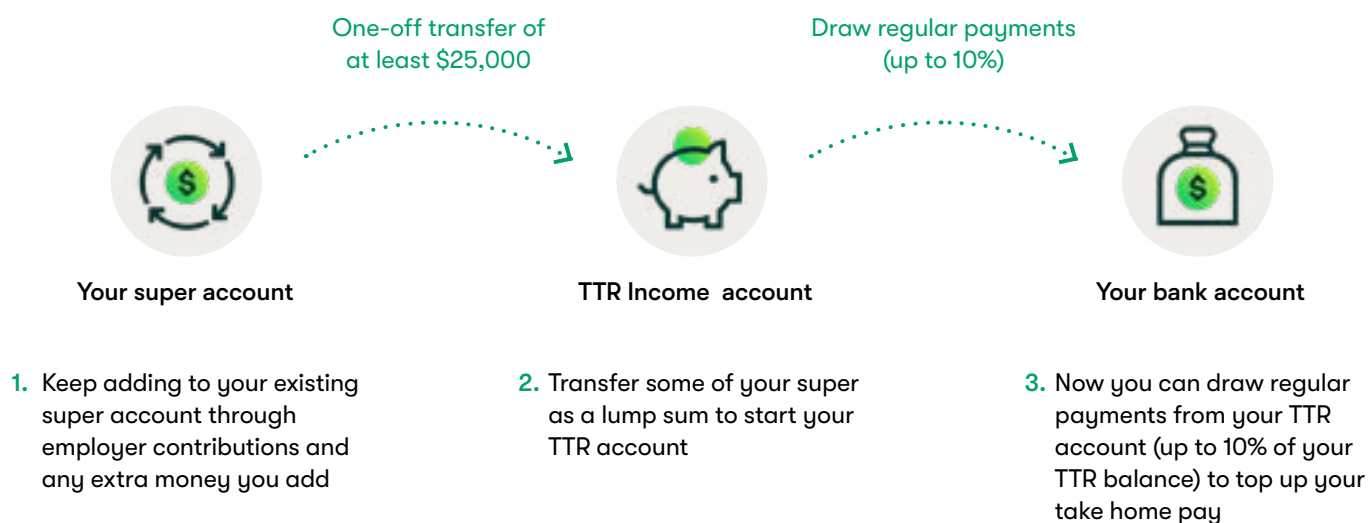 One-off transfer of
at least $25,000
Draw regular payments
(up to 10%)
$
$
Your super account
TTR Income account
Your bank account
1. Keep adding to your existing
super account through
employer contributions and
any extra money you add
2. Transfer some of your super
as a lump sum to start your
TTR account
3. Now you can draw regular
payments from your TTR
account (up to 10% of your
TTR balance) to top up your
take home pay